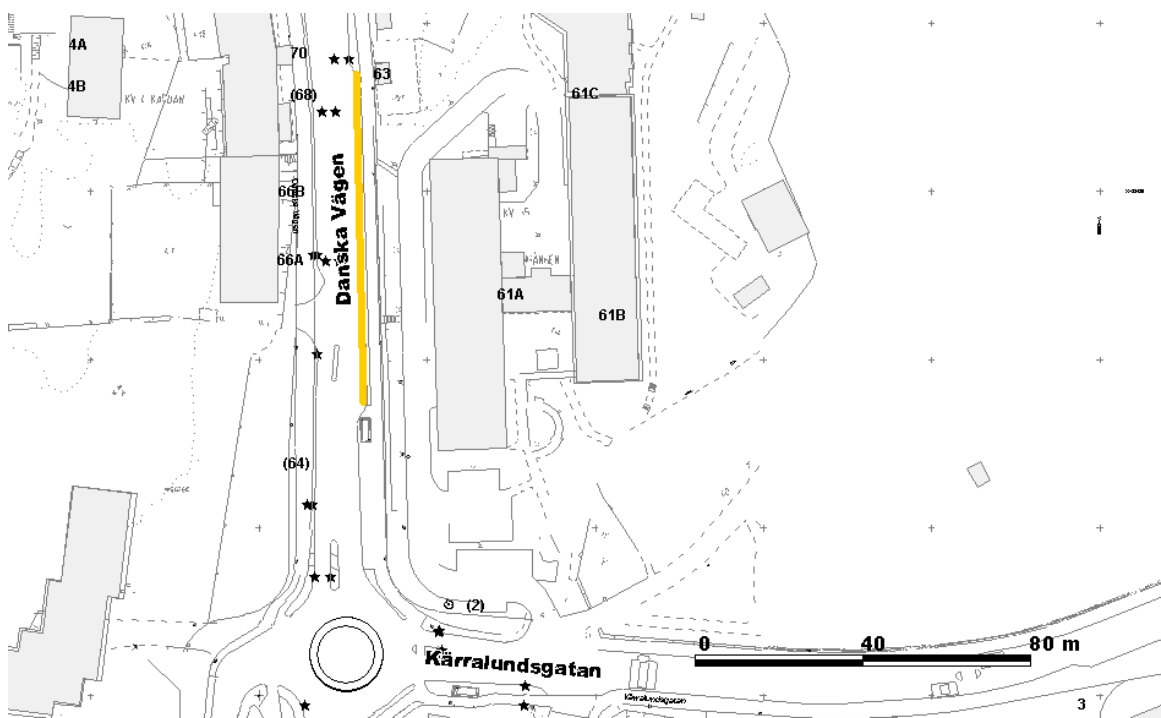 4A
70
63
4B
(68)
61C
66B
Danska Vägen
66A
61A
61B
(64)
(2)
0 40 80 m
Kärralundsgatan
Kärralundsgatan
3